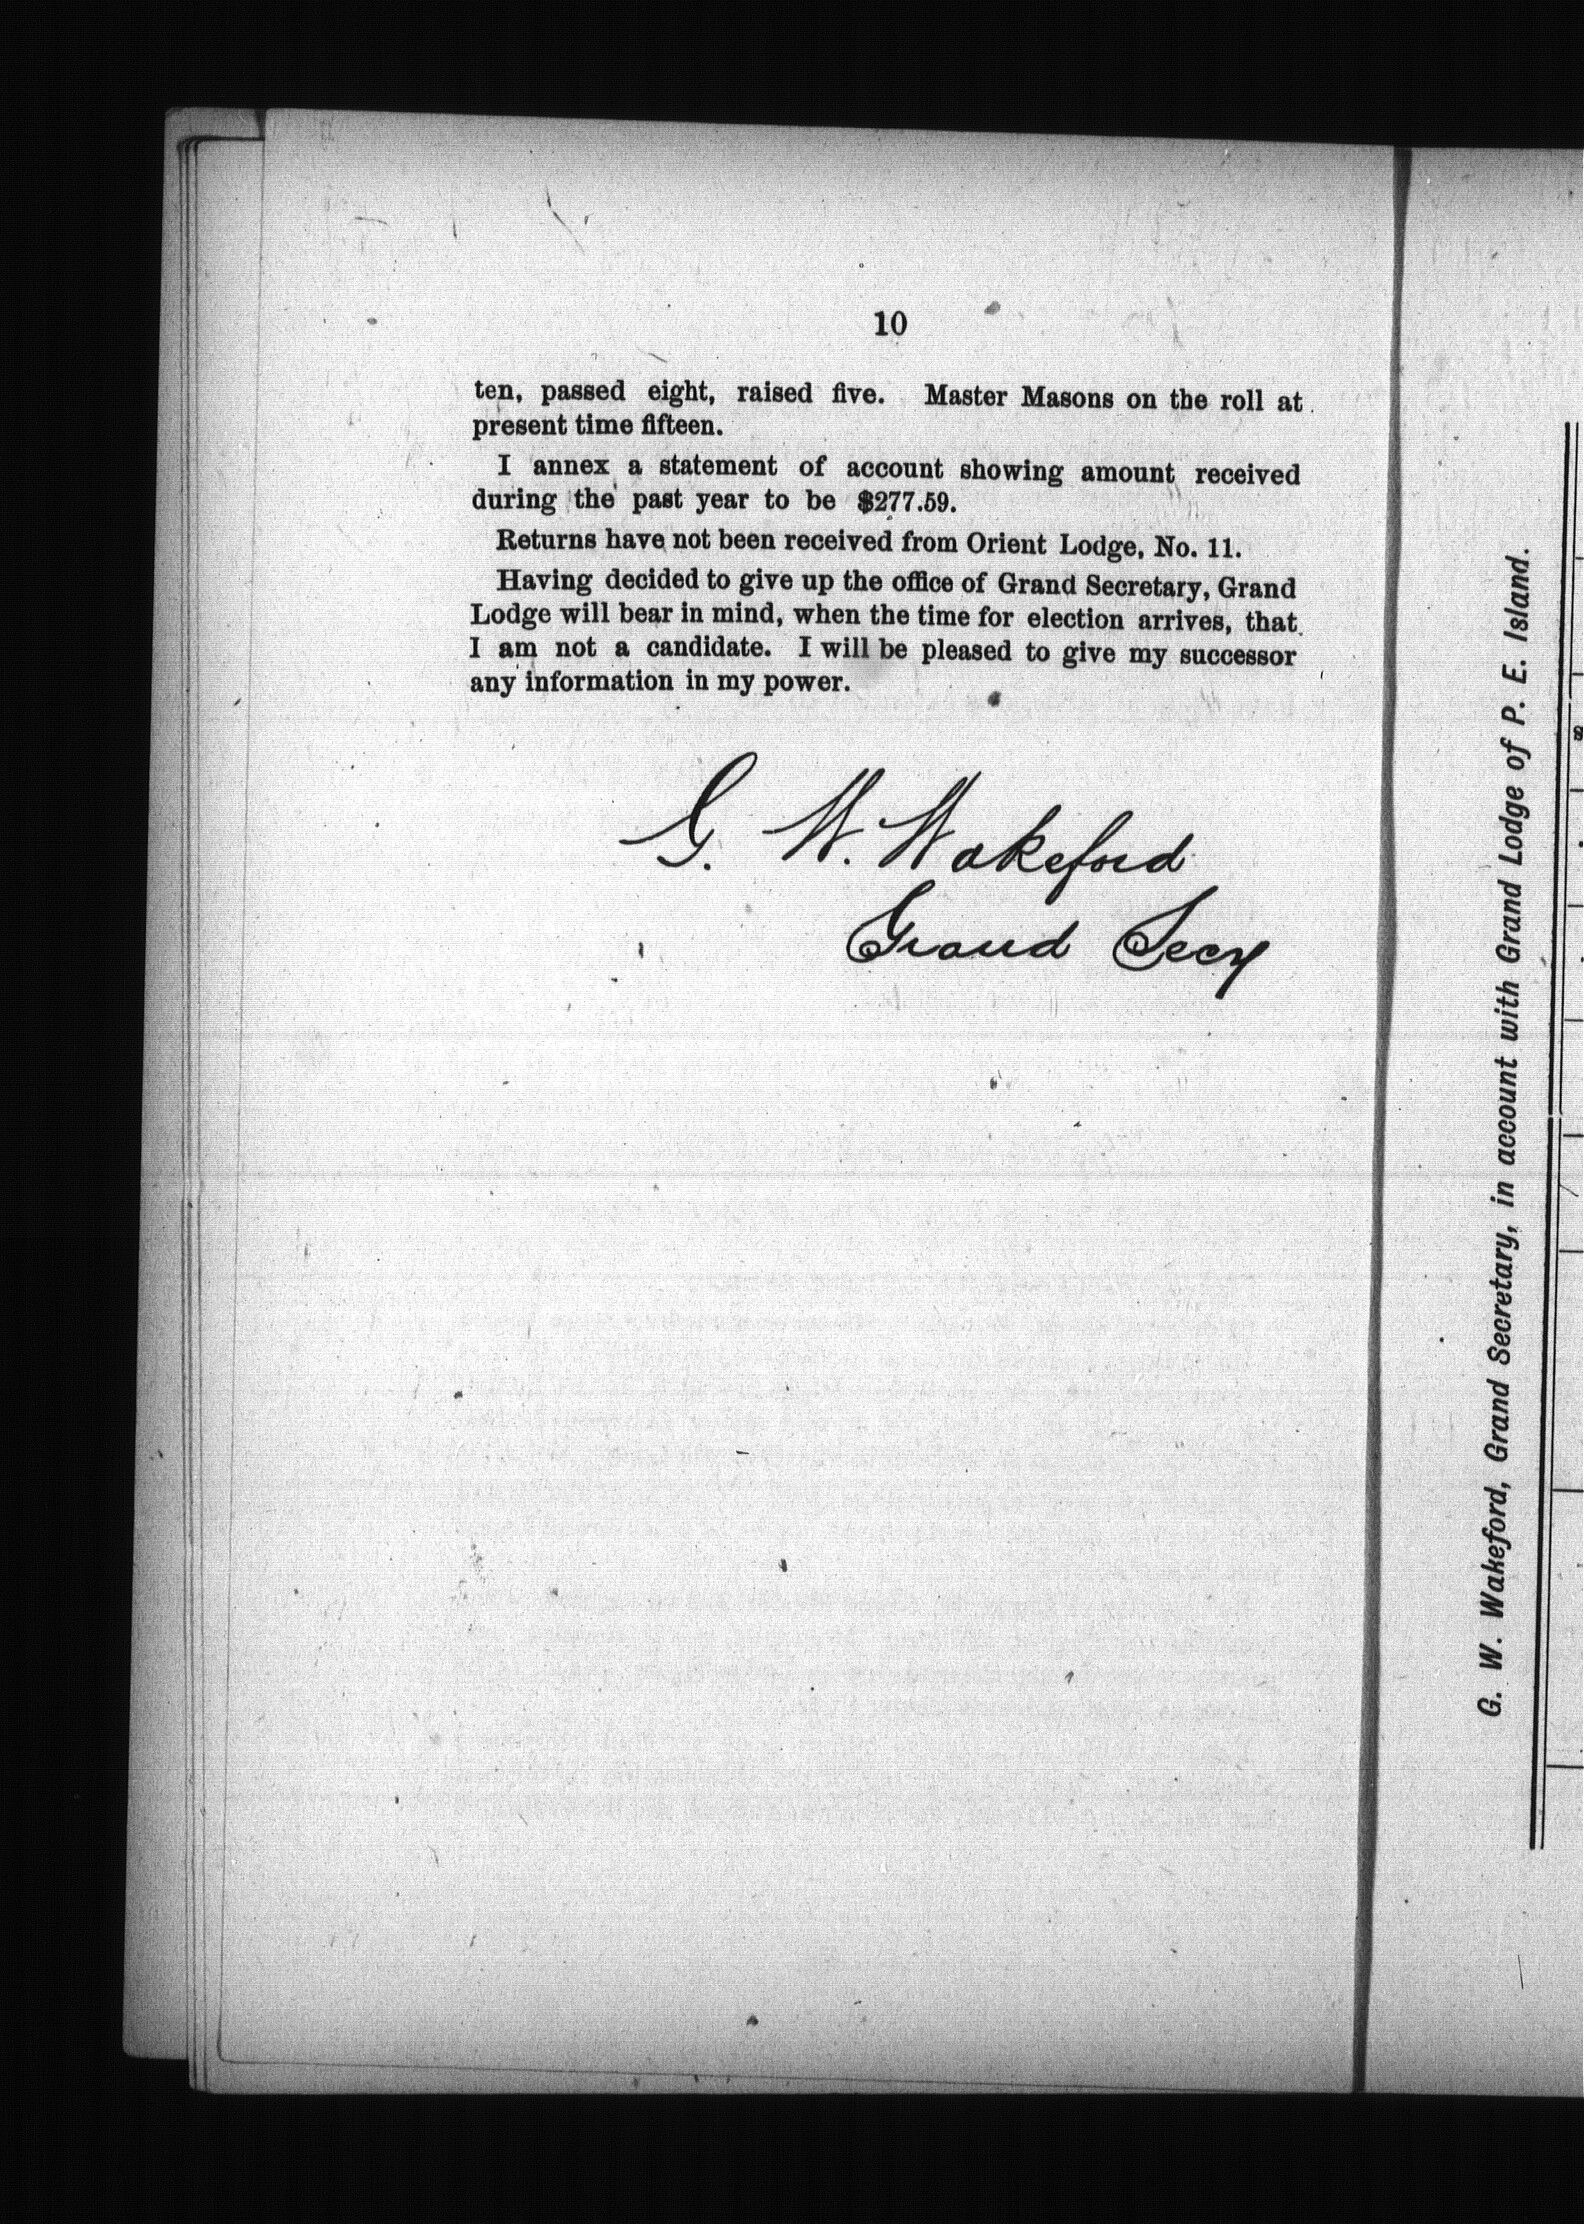 10
ten, passed eight, raised five. Master Masons on the roll at
present time fifteen.
I annex a statement of account showing amount received
during the past year to be $277.59.
Returns have not been received from Orient Lodge, No. 11.
Having decided to give up the office of Grand Secretary, Grand
Lodge will bear in mind, when the time for election arrives, that
I am not a candidate. I will be pleased to give my successor
any information in my power.
G. W. Wakeford
Grand Secy
G. W. Wakeford, Grand Secretary, in account with Grand Lodge of P. E. Island.